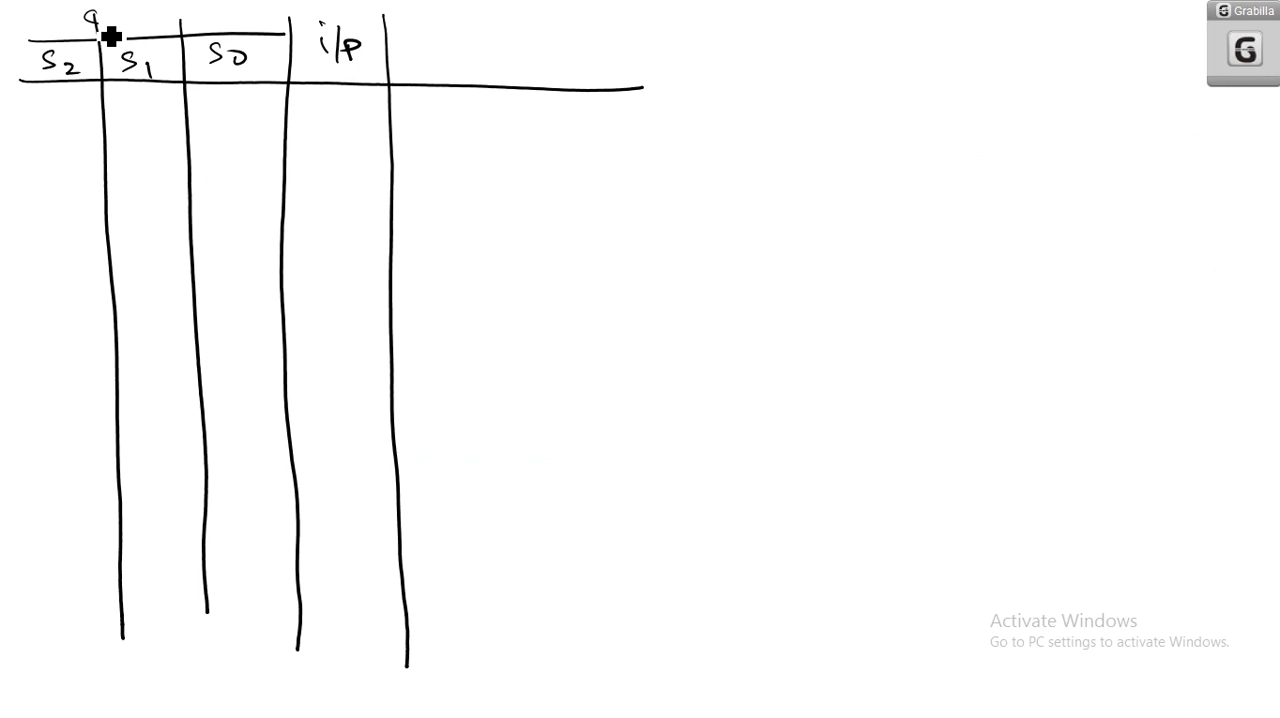 Grabilla
G
S2 S1 S0 i/p
Activate Windows
Go to PC settings to activate Windows.